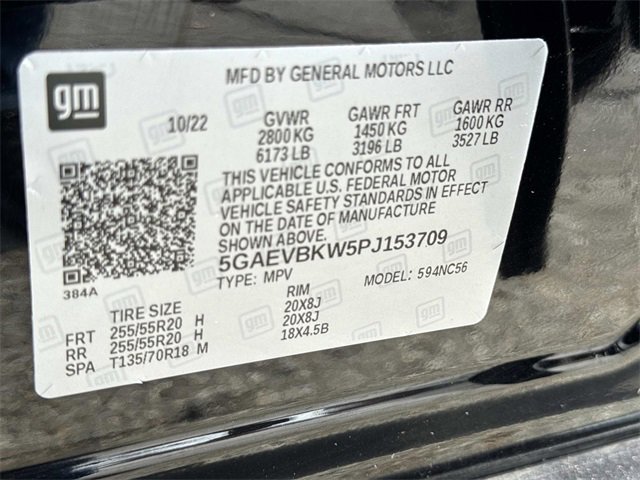 gm
MFD BY GENERAL MOTORS LLC
10/22 GVWR GAWR FRT GAWR RR
2800 KG 1450 KG 1600 KG
6173 LB 3196 LB 3527 LB
THIS VEHICLE CONFORMS TO ALL
APPLICABLE U.S. FEDERAL MOTOR
VEHICLE SAFETY STANDARDS IN EFFECT
ON THE DATE OF MANUFACTURE
SHOWN ABOVE.
5GAEVBKW5PJ153709
TYPE: MPV MODEL: 594NC56
384A
TIRE SIZE RIM
FRT 255/55R20 H 20X8J
RR 255/55R20 H 20X8J
SPA T135/70R18 M 18X4.5B